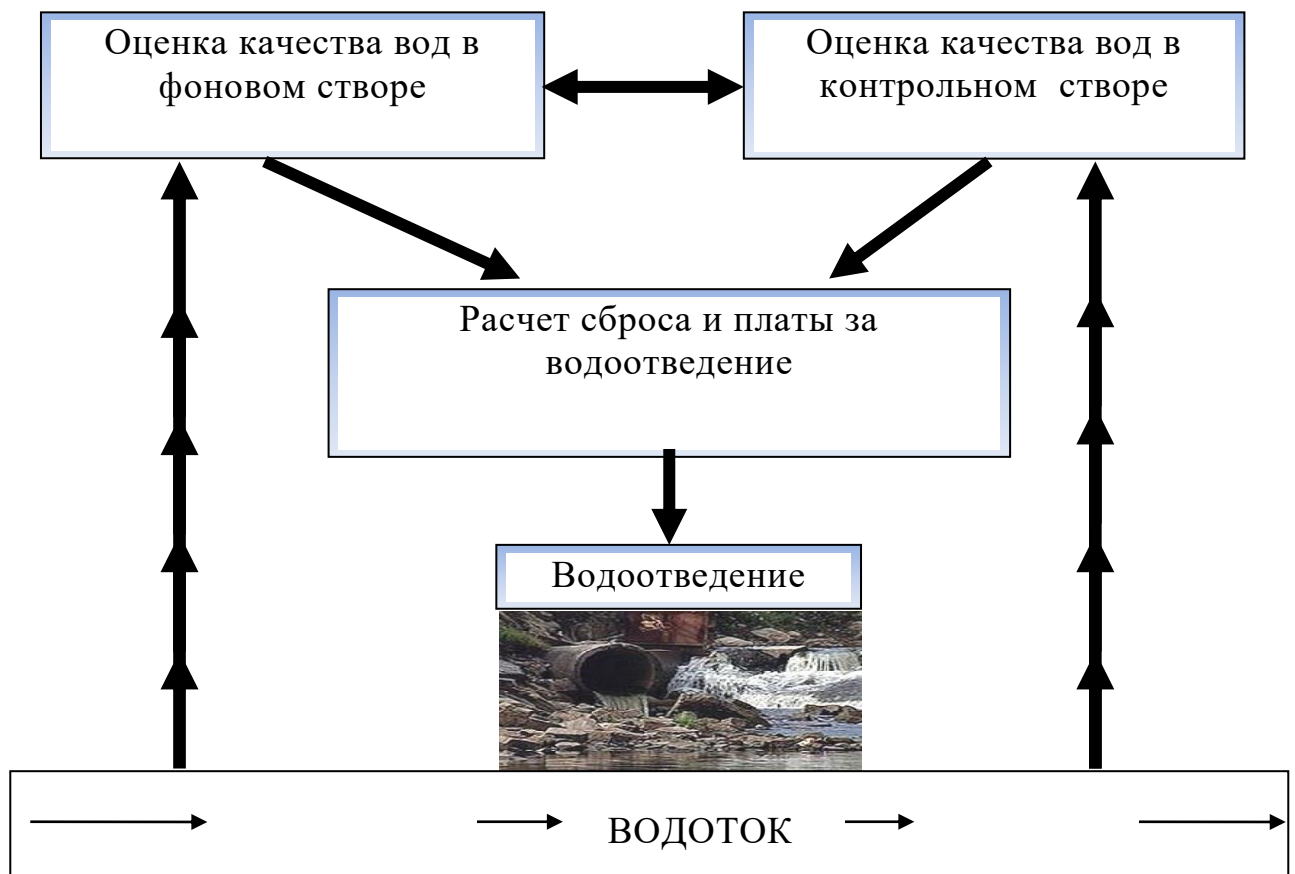 Оценка качества вод в
фоновом створе
Оценка качества вод в
контрольном створе
Расчет сброса и платы за
водоотведение
Водоотведение
ВОДОТОК